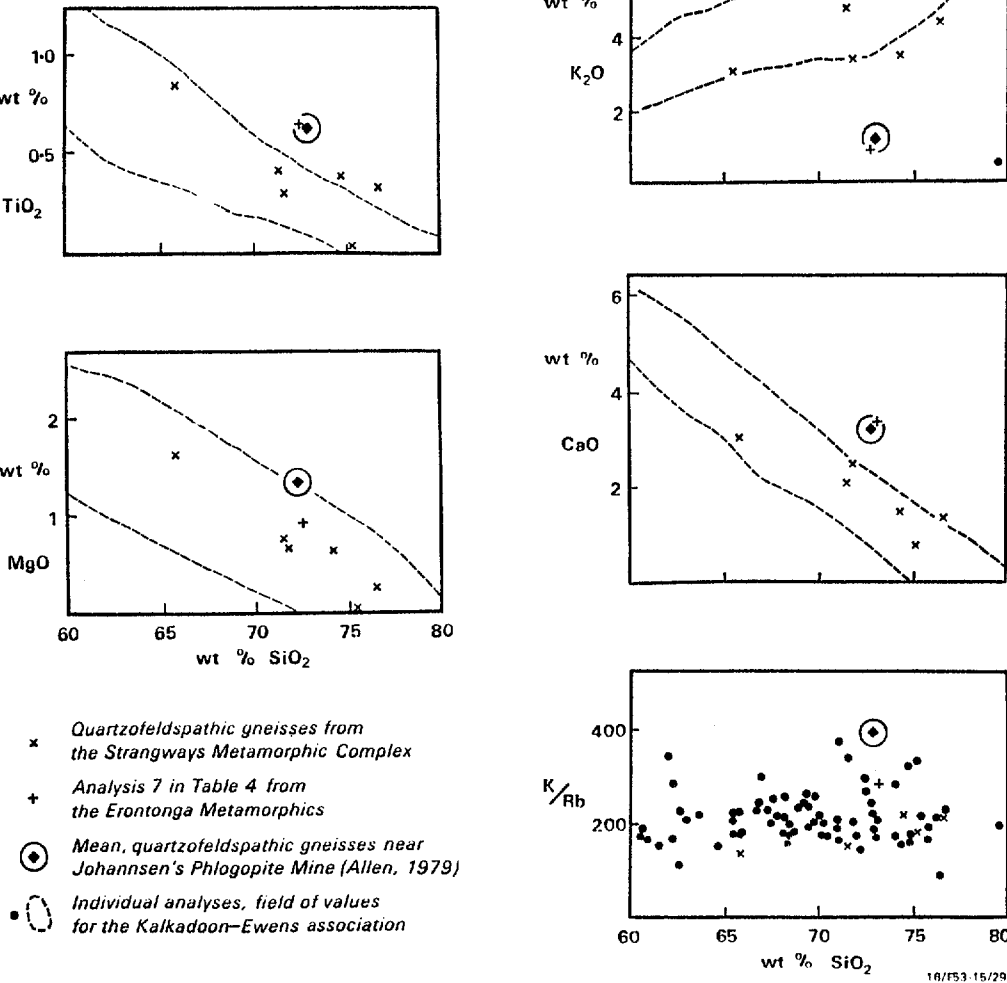 1·0
wt %
0·5
TiO2
wt %
4
K2O
2
6
wt %
4
CaO
2
2
wt %
1
MgO
60 65 70 75 80
wt % SiO2
Quartzofeldspathic gneisses from
the Strangways Metamorphic Complex
Analysis 7 in Table 4 from
the Erontonga Metamorphics
Mean, quartzofeldspathic gneisses near
Johannsen's Phlogopite Mine (Allen, 1979)
Individual analyses, field of values
for the Kalkadoon–Ewens association
400
K/Rb
200
60 65 70 75 80
wt % SiO2
16/F53-15/29